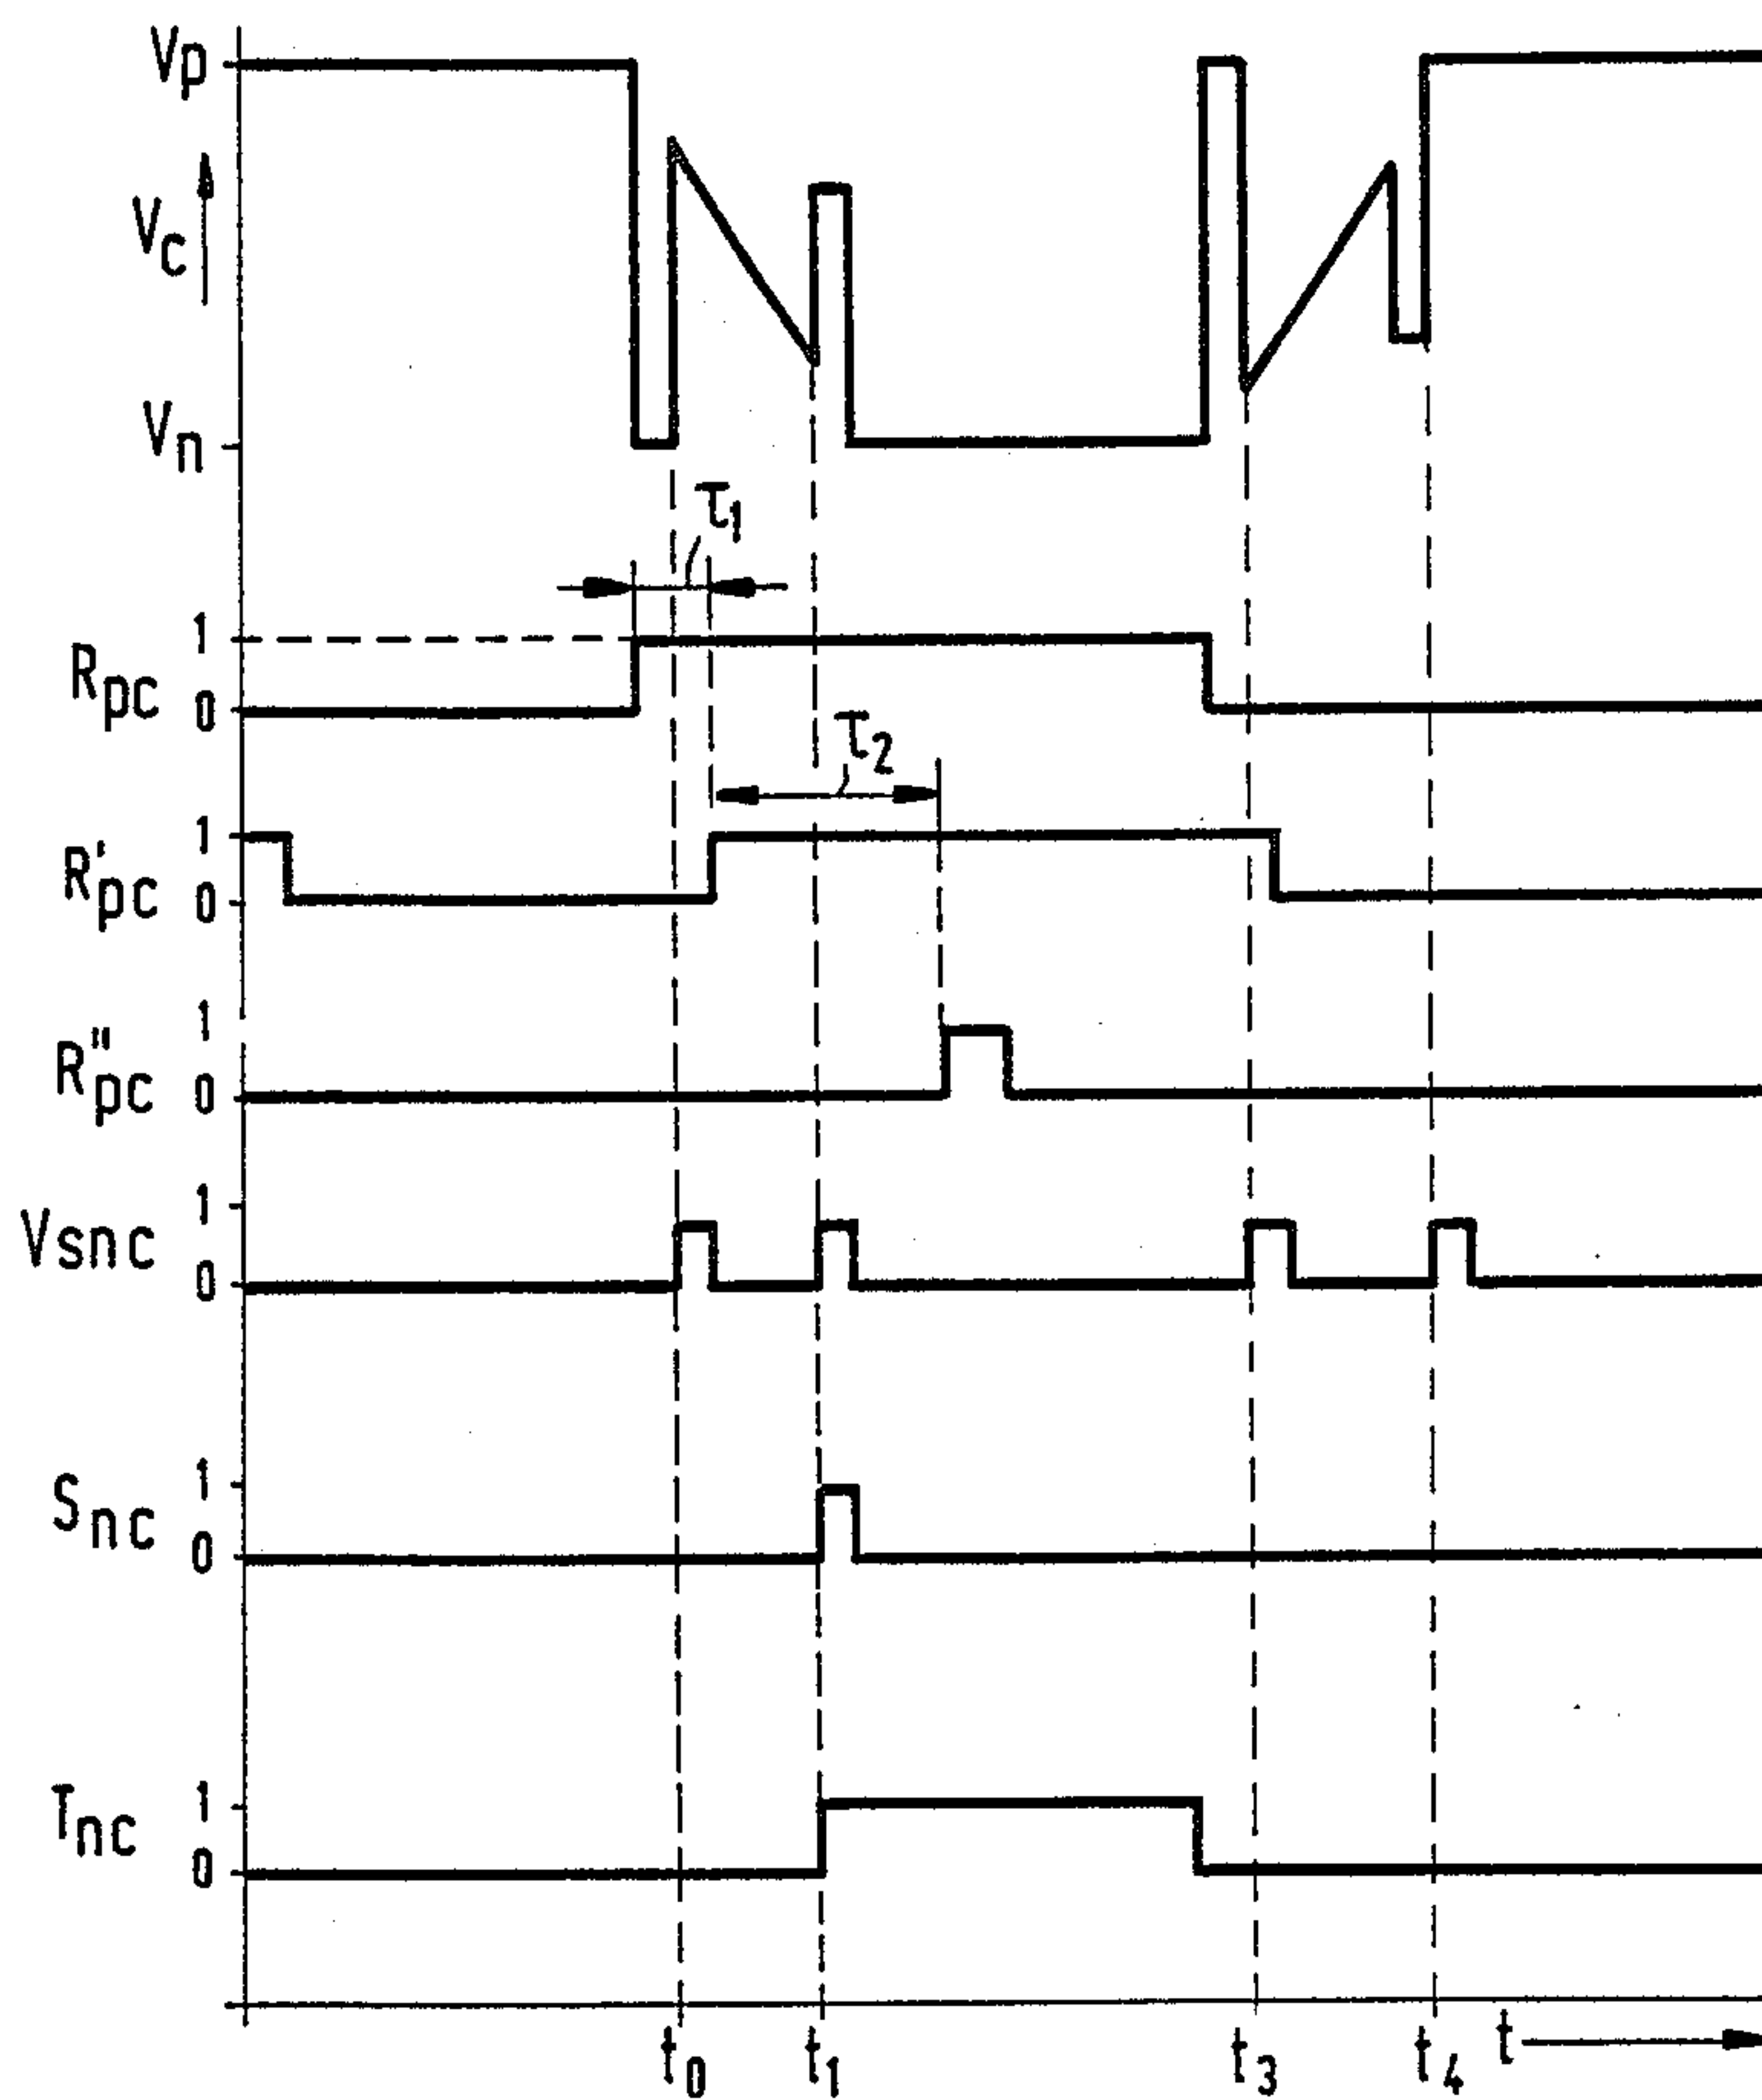 Vp
Vc
Vn
τ1
1
Rpc 0
τ2
1
R'pc 0
1
R"pc 0
1
Vsnc 0
1
Snc 0
1
Tnc 0
t0 t1 t3 t4 t